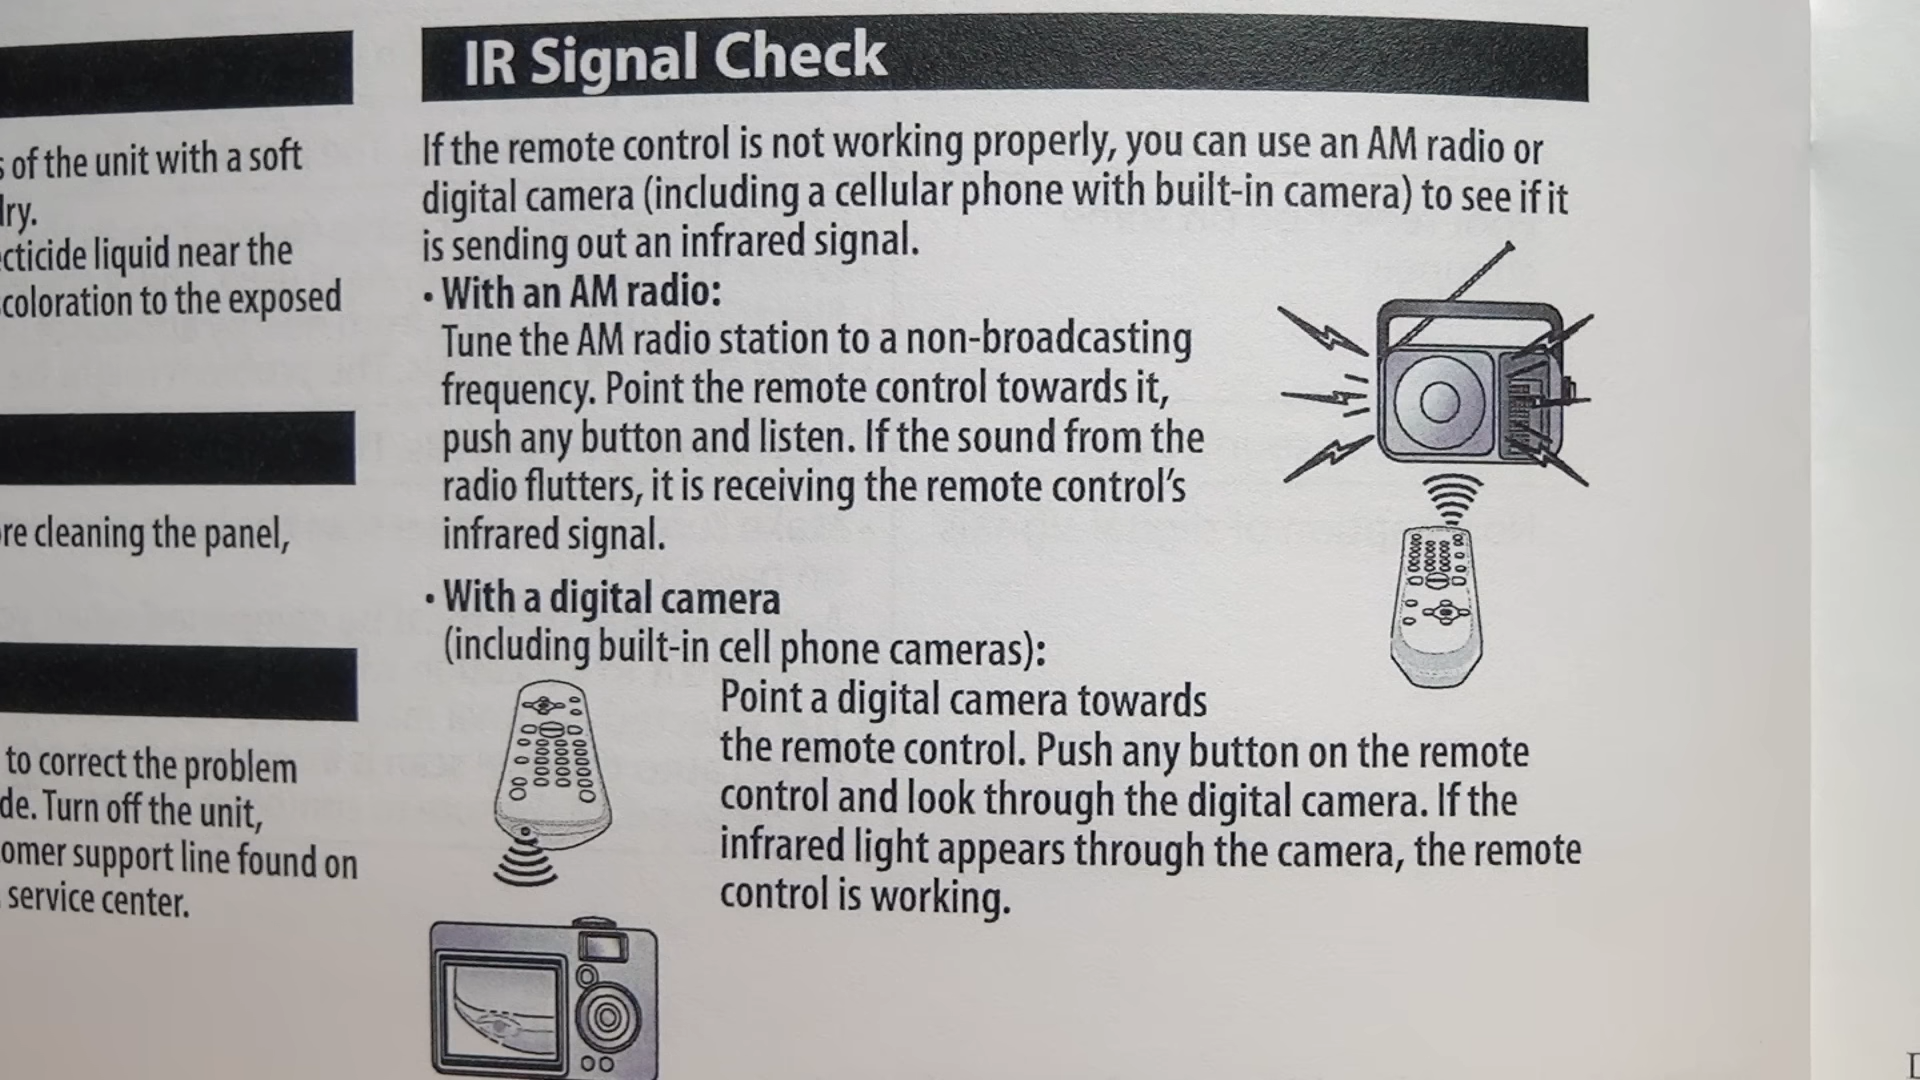 of the unit with a soft
cticide liquid near the
coloration to the exposed
re cleaning the panel,
to correct the problem
de. Turn off the unit,
omer support line found on
service center.
IR Signal Check
If the remote control is not working properly, you can use an AM radio or
digital camera (including a cellular phone with built-in camera) to see if it
is sending out an infrared signal.
• With an AM radio:
Tune the AM radio station to a non-broadcasting
frequency. Point the remote control towards it,
push any button and listen. If the sound from the
radio flutters, it is receiving the remote control's
infrared signal.
• With a digital camera
(including built-in cell phone cameras):
Point a digital camera towards
the remote control. Push any button on the remote
control and look through the digital camera. If the
infrared light appears through the camera, the remote
control is working.